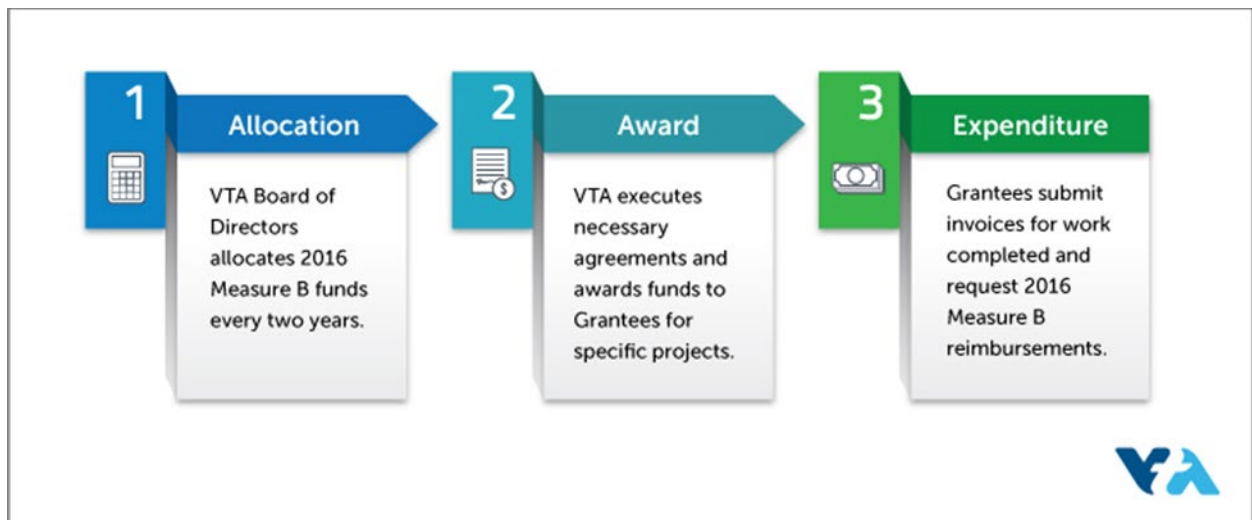 1
Allocation
VTA Board of
Directors
allocates 2016
Measure B funds
every two years.
2
$
Award
VTA executes
necessary
agreements and
awards funds to
Grantees for
specific projects.
3
Expenditure
Grantees submit
invoices for work
completed and
request 2016
Measure B
reimbursements.
VTA